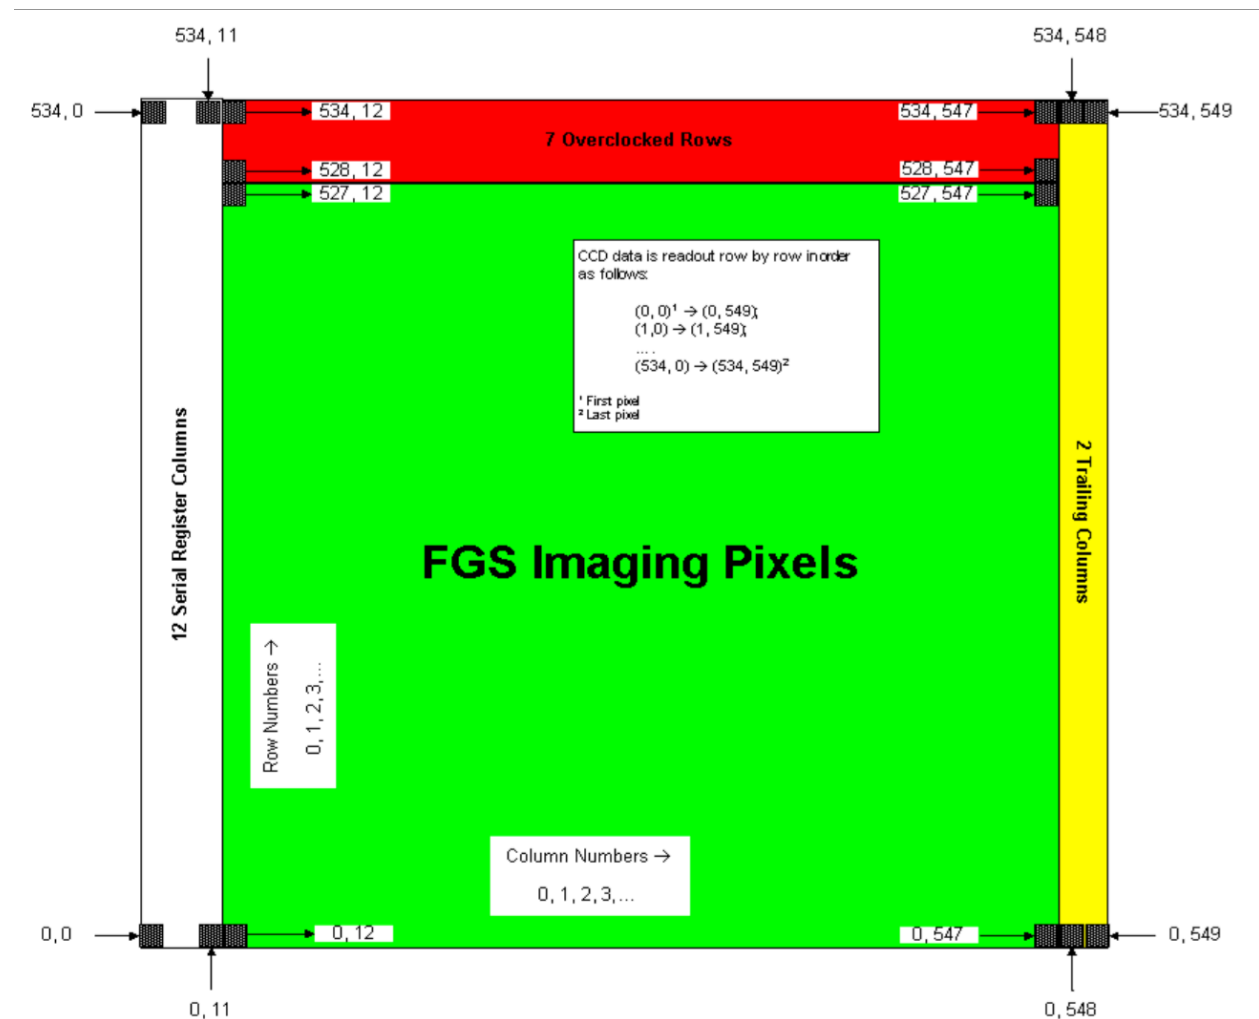 534, 11
534, 548
534, 0
534, 12
534, 547
534, 549
7 Overclocked Rows
528, 12
528, 547
527, 12
527, 547
CCD data is readout row by row inorder
as follows:
(0, 0)¹ → (0, 549);
(1,0) → (1, 549);
... .
(534, 0) → (534, 549)²
¹ First pixel
² Last pixel
12 Serial Register Columns
2 Trailing Columns
FGS Imaging Pixels
Row Numbers →
0, 1, 2, 3, ...
Column Numbers →
0, 1, 2, 3, ...
0, 0
0, 12
0, 547
0, 549
0, 11
0, 548